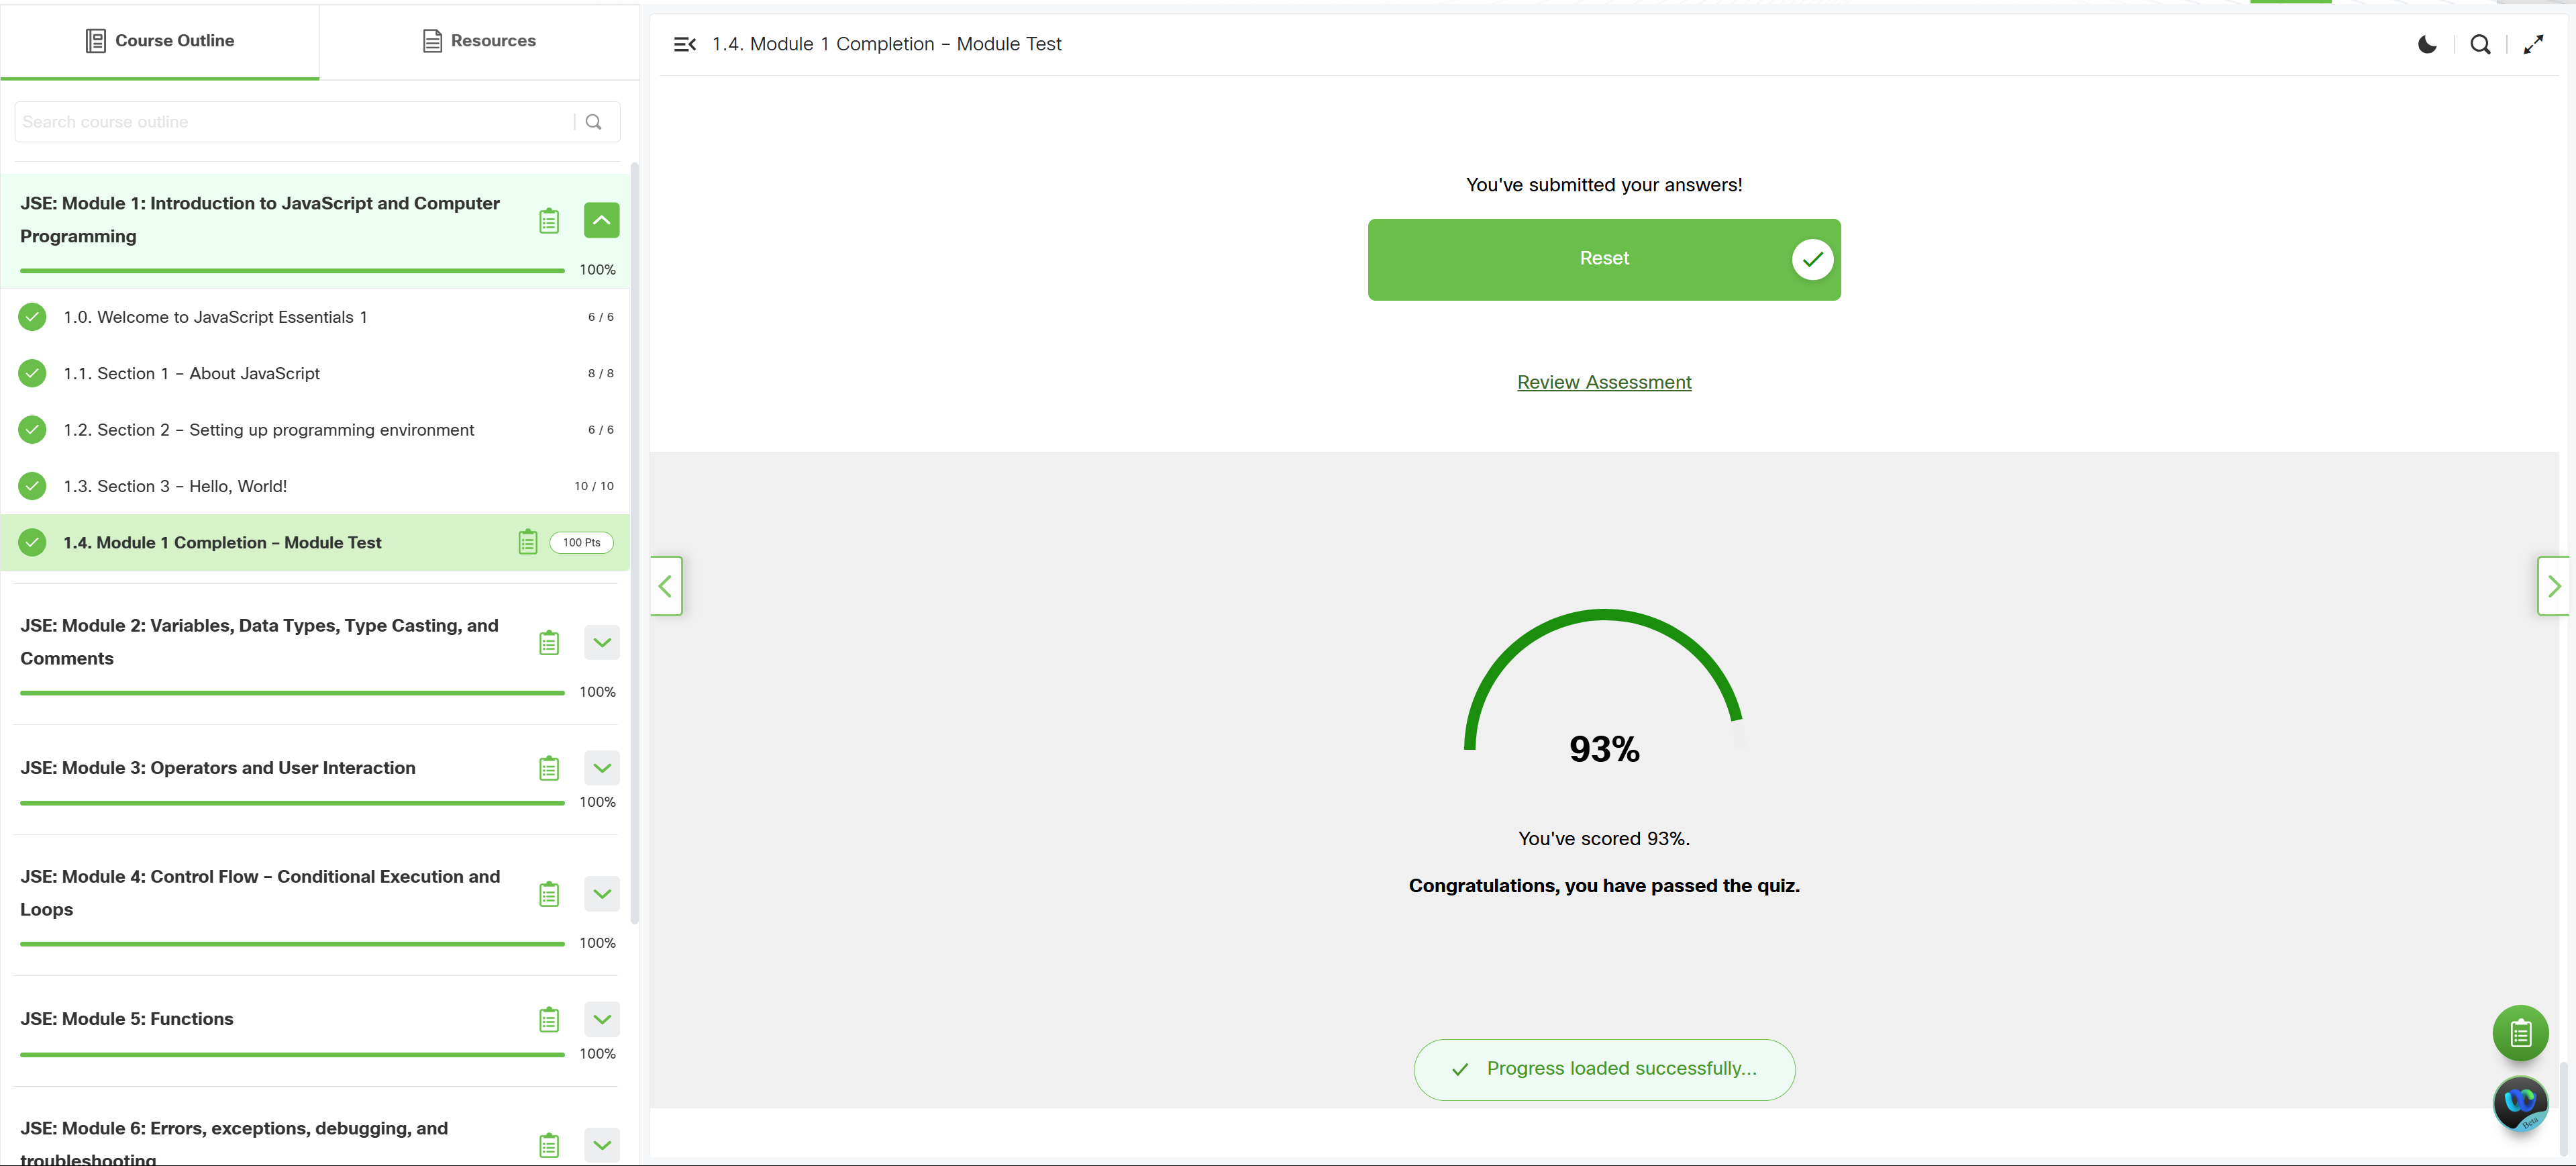 Course Outline
Resources
Search course outline
JSE: Module 1: Introduction to JavaScript and Computer
Programming
100%
1.0. Welcome to JavaScript Essentials 1
6 / 6
1.1. Section 1 – About JavaScript
8 / 8
1.2. Section 2 – Setting up programming environment
6 / 6
1.3. Section 3 – Hello, World!
10 / 10
1.4. Module 1 Completion – Module Test
100 Pts
JSE: Module 2: Variables, Data Types, Type Casting, and
Comments
100%
JSE: Module 3: Operators and User Interaction
100%
JSE: Module 4: Control Flow – Conditional Execution and
Loops
100%
JSE: Module 5: Functions
100%
JSE: Module 6: Errors, exceptions, debugging, and
troubleshooting
1.4. Module 1 Completion – Module Test
You've submitted your answers!
Reset
Review Assessment
93%
You've scored 93%.
Congratulations, you have passed the quiz.
Progress loaded successfully...
Beta